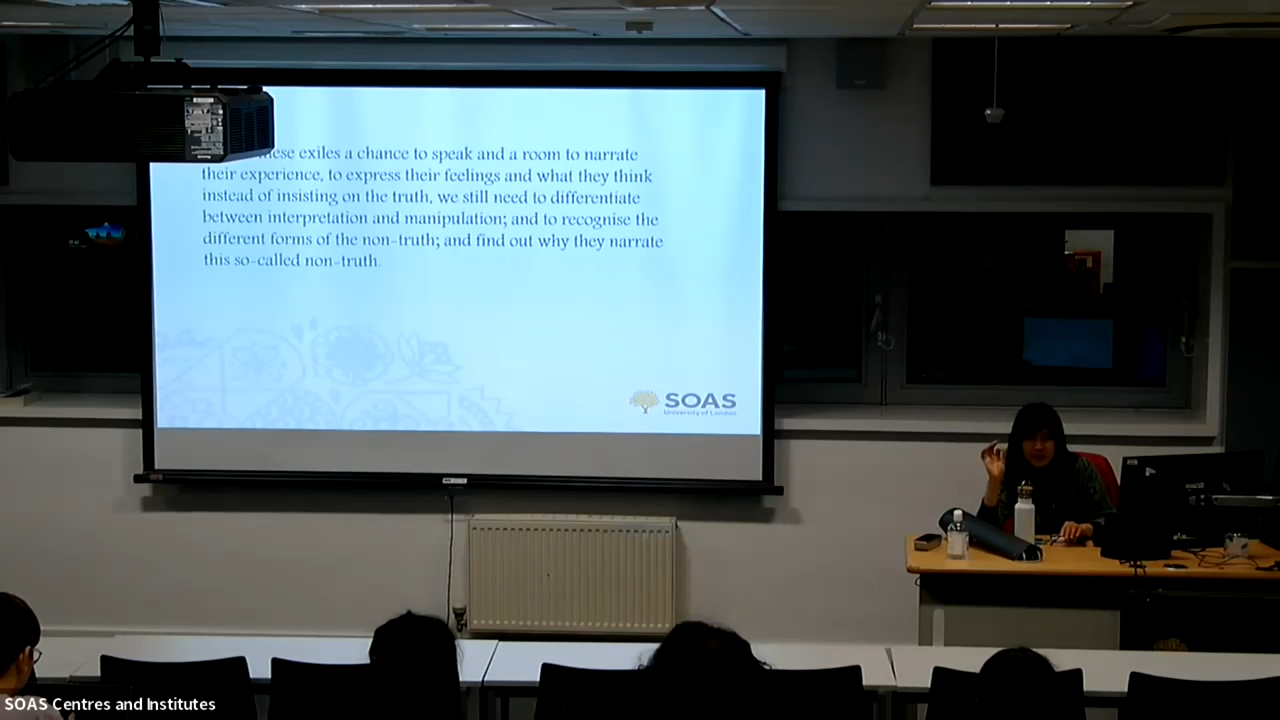 exiles a chance to speak and a room to narrate
their experience, to express their feelings and what they think
instead of insisting on the truth, we still need to differentiate
between interpretation and manipulation; and to recognise the
different forms of the non-truth; and find out why they narrate
this so-called non-truth.
SOAS
University of London
SOAS Centres and Institutes